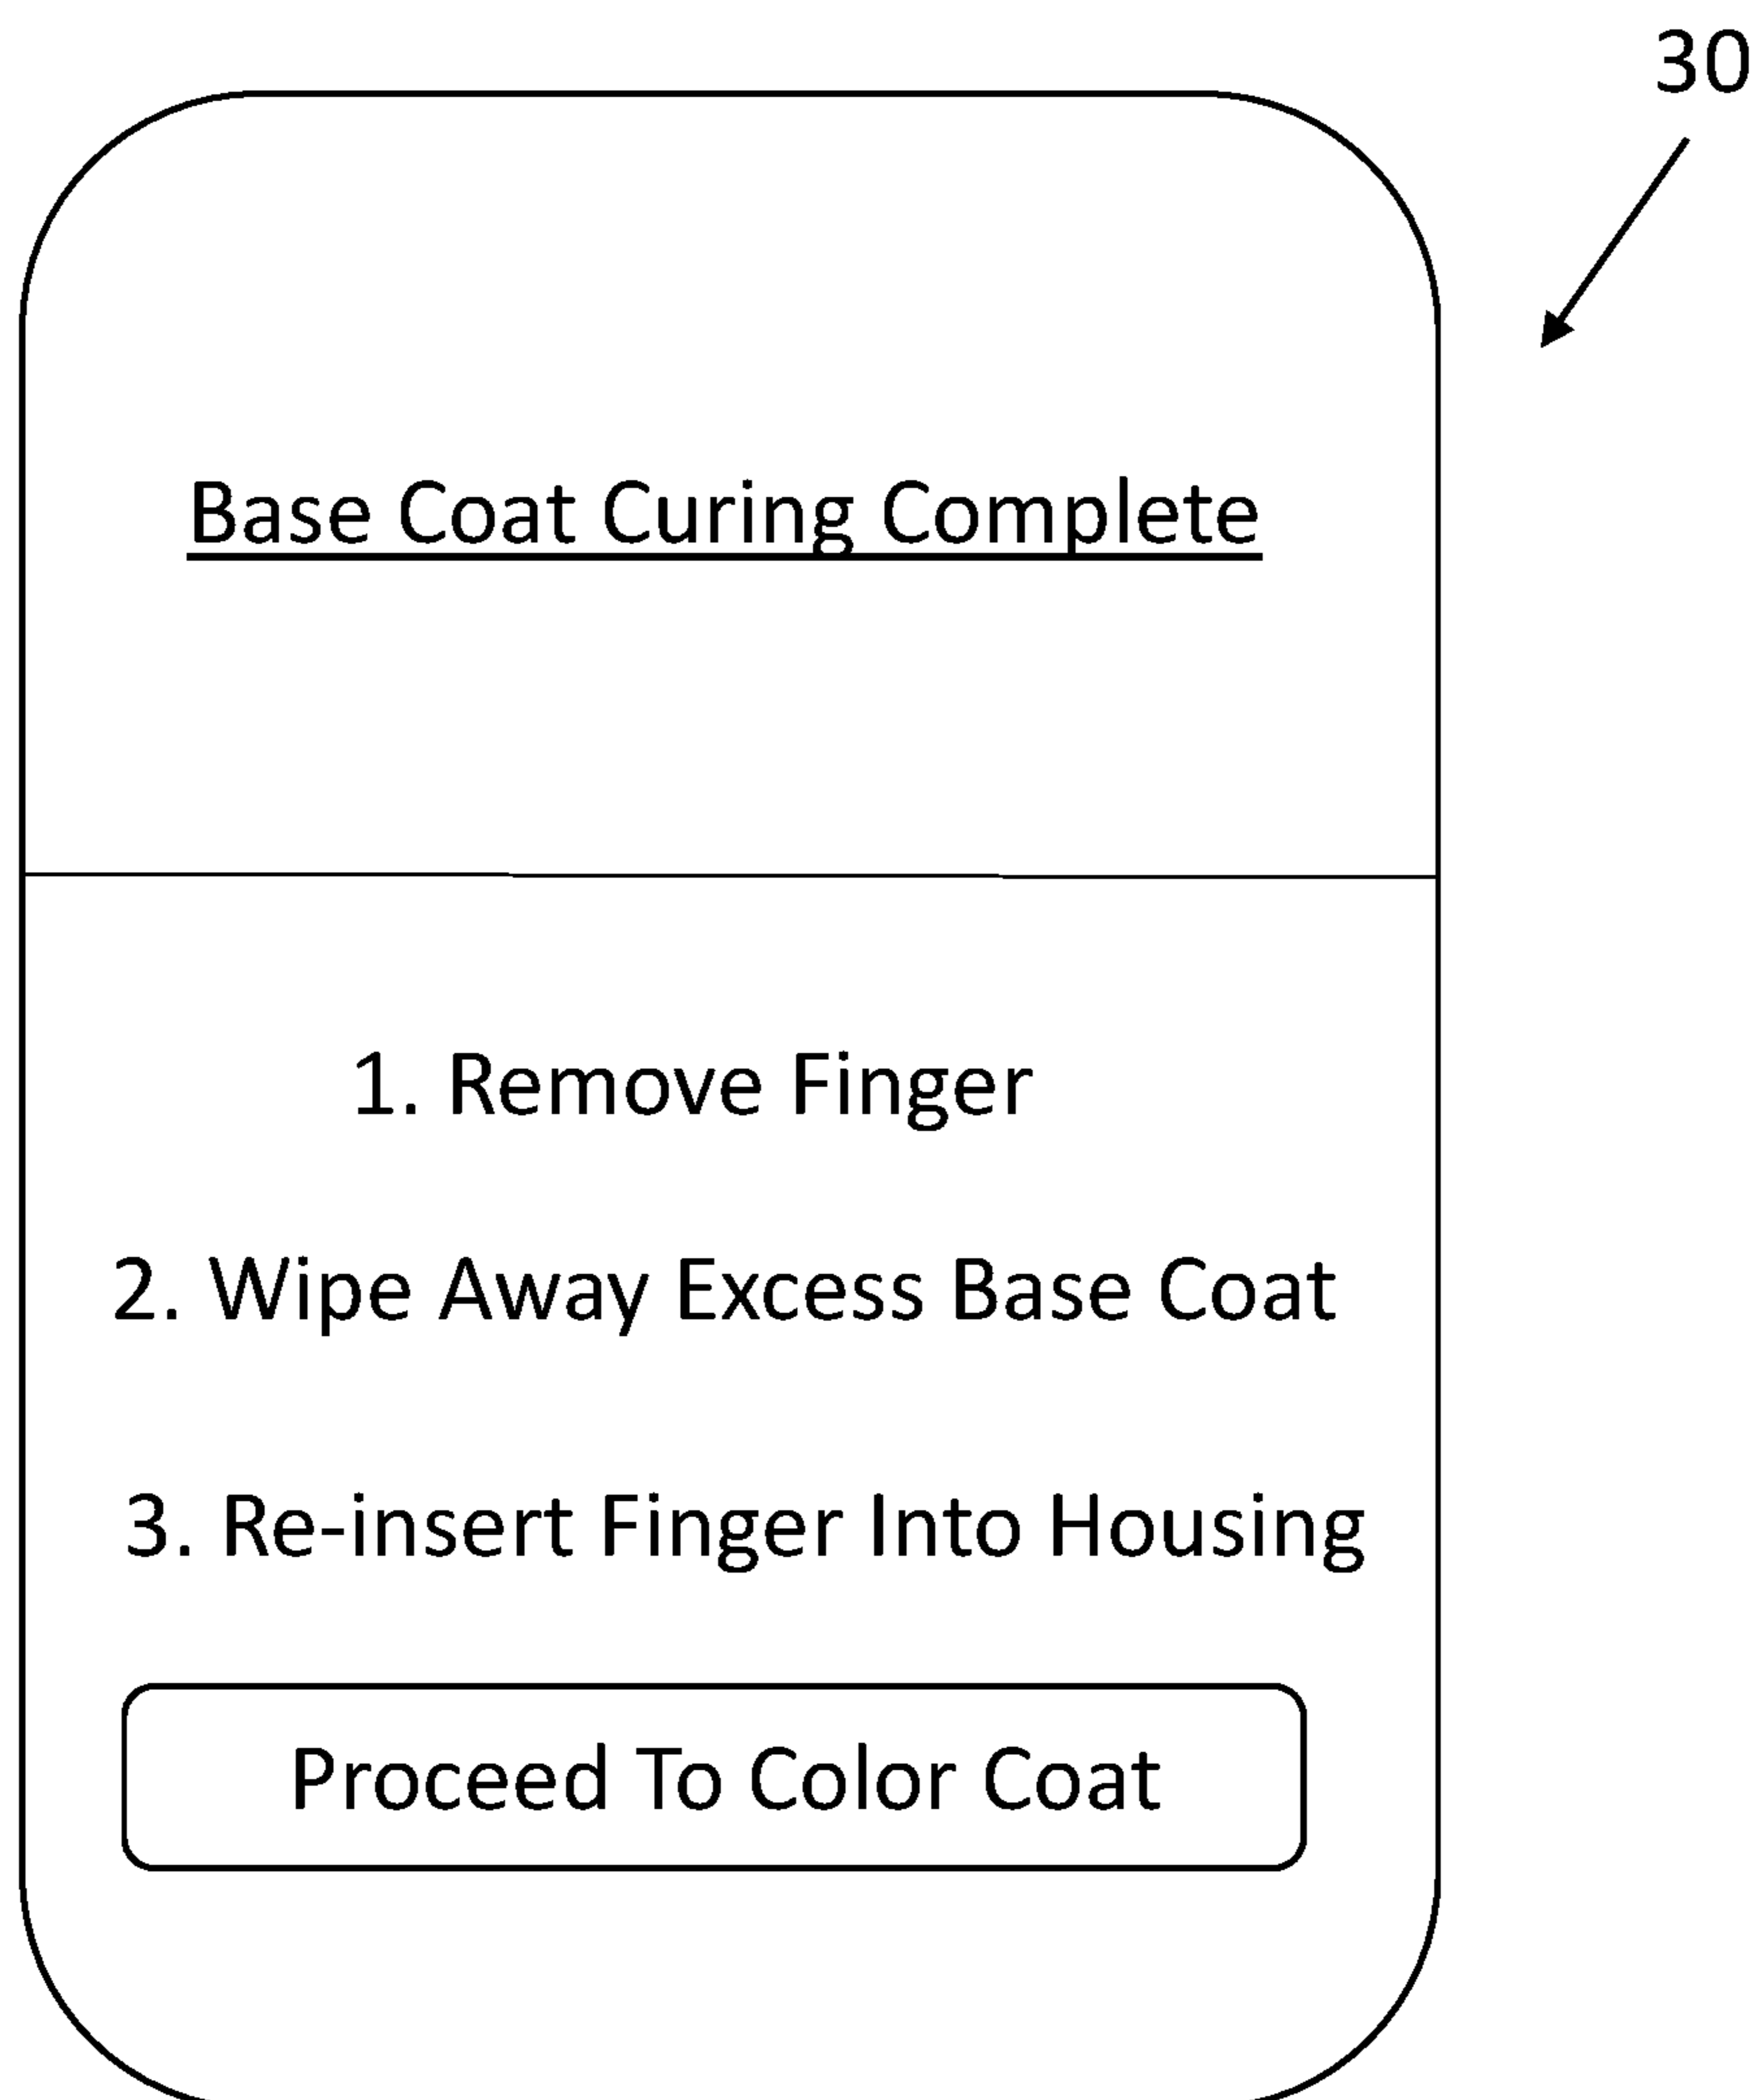 30
Base Coat Curing Complete
1. Remove Finger
2. Wipe Away Excess Base Coat
3. Re-insert Finger Into Housing
Proceed To Color Coat